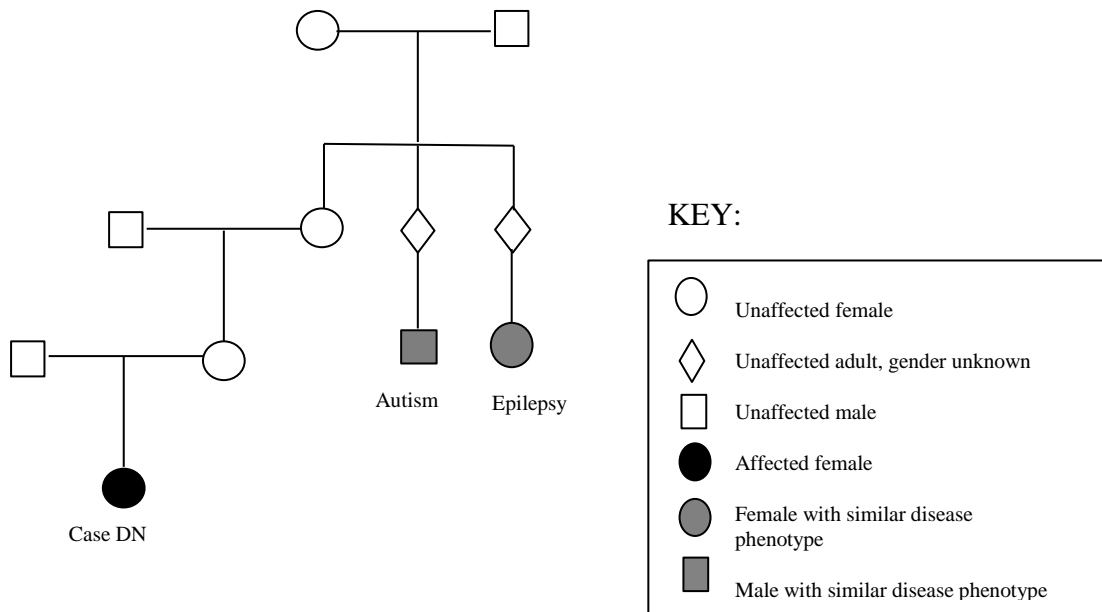 KEY:
Unaffected female
Unaffected adult, gender unknown
Unaffected male
Affected female
Female with similar disease
phenotype
Male with similar disease phenotype
Autism
Epilepsy
Case DN